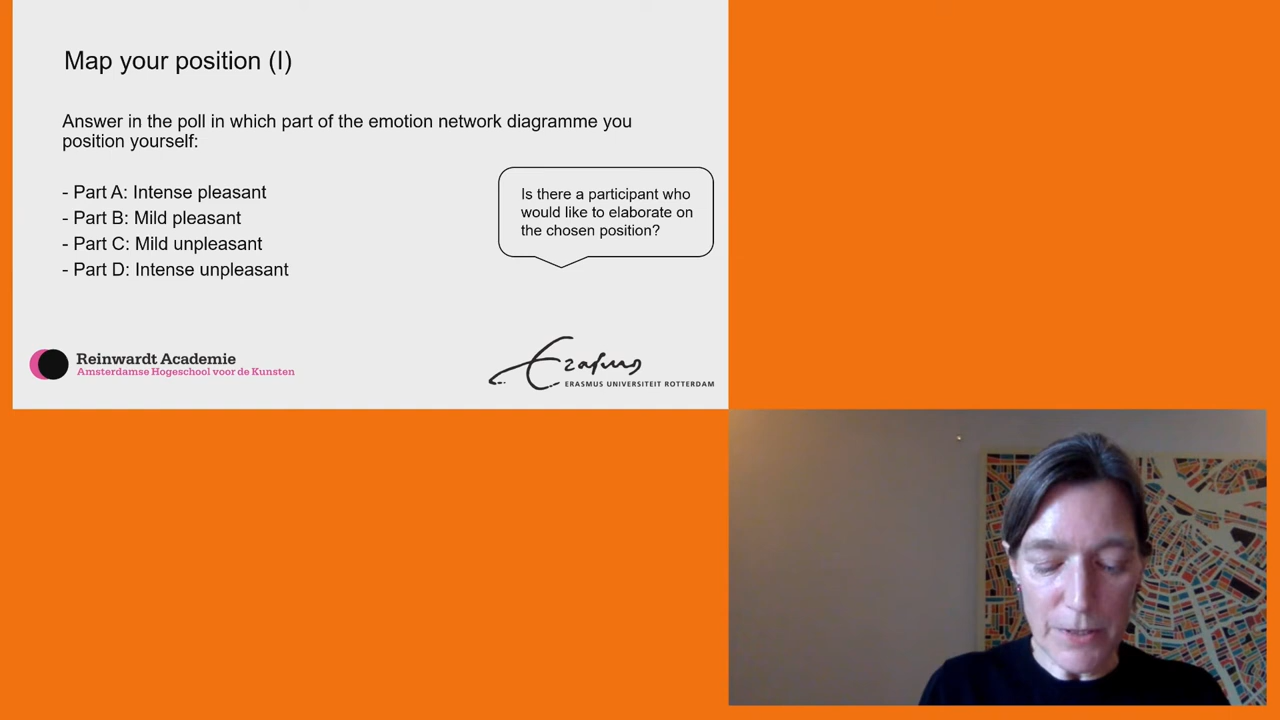 Map your position (I)
Answer in the poll in which part of the emotion network diagramme you
position yourself:
- Part A: Intense pleasant
- Part B: Mild pleasant
- Part C: Mild unpleasant
- Part D: Intense unpleasant
Is there a participant who
would like to elaborate on
the chosen position?
Reinwardt Academie
Amsterdamse Hogeschool voor de Kunsten
Erasmus
ERASMUS UNIVERSITEIT ROTTERDAM